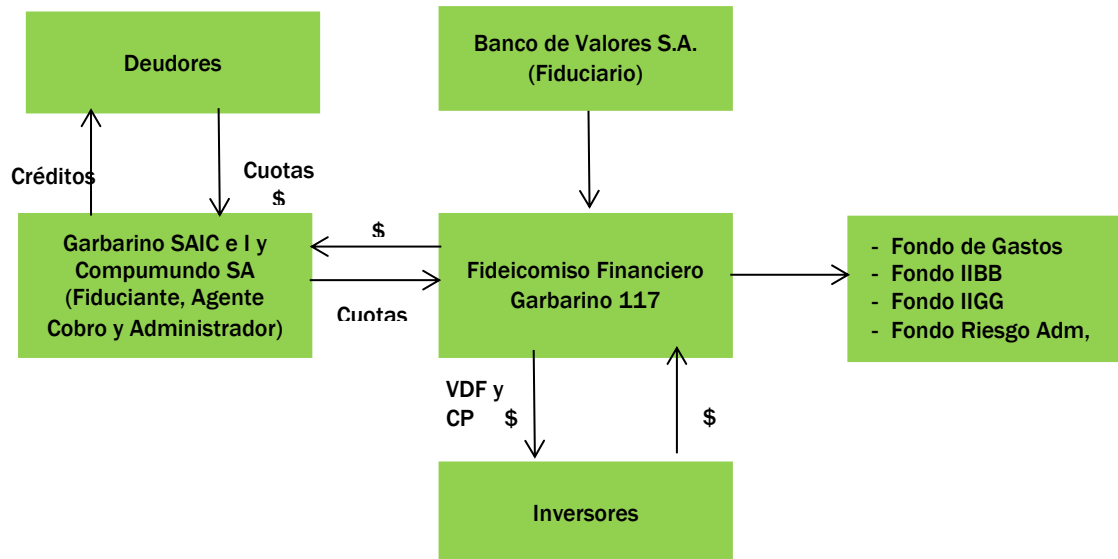 Deudores
Banco de Valores S.A.
(Fiduciario)
Créditos
Cuotas
$
Garbarino SAIC e I y
Compumundo SA
(Fiduciante, Agente
Cobro y Administrador)
$
Cuotas
Fideicomiso Financiero
Garbarino 117
- Fondo de Gastos
- Fondo IIBB
- Fondo IIGG
- Fondo Riesgo Adm,
VDF y
CP $
$
Inversores